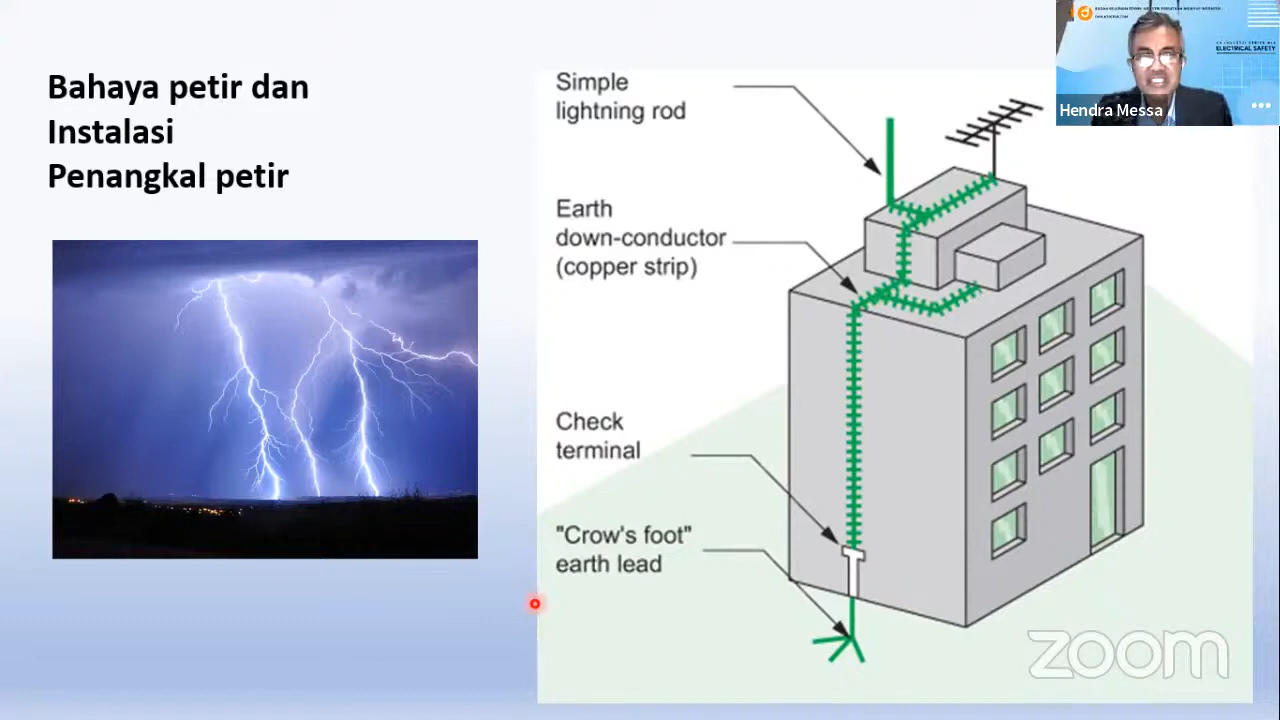 Bahaya petir dan
Instalasi
Penangkal petir
Simple
lightning rod
Earth
down-conductor
(copper strip)
Check
terminal
"Crow's foot"
earth lead
ELECTRICAL SAFETY
Hendra Messa
zoom